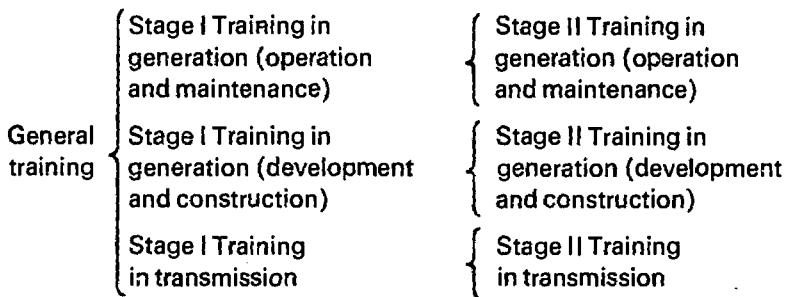 General
training
Stage I Training in
generation (operation
and maintenance)
Stage I Training in
generation (development
and construction)
Stage I Training
in transmission
Stage II Training in
generation (operation
and maintenance)
Stage II Training in
generation (development
and construction)
Stage II Training
in transmission